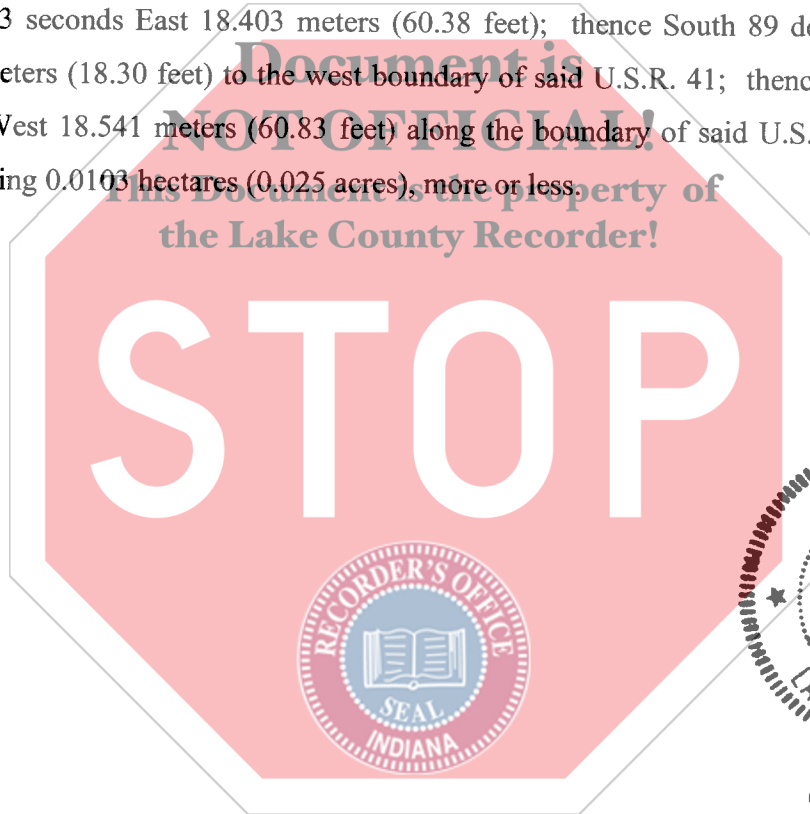 3 seconds East 18.403 meters (60.38 feet); thence South 89 de
Document is
eters (18.30 feet) to the west boundary of said U.S.R. 41; thenc
NOT OFFICIAL!
West 18.541 meters (60.83 feet) along the boundary of said U.S.
ing 0.0103 hectares (0.025 acres), more or less.
This Document is the property of
the Lake County Recorder!
STOP
RECORDER'S OFFICE
SEAL
INDIANA